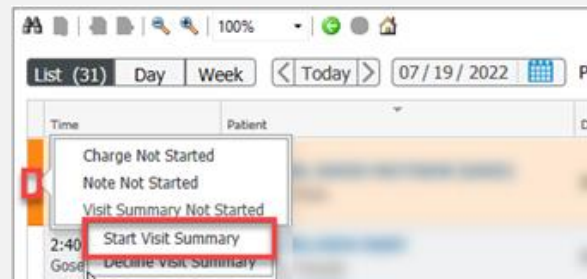 100%
List (31) Day Week Today 07/19/2022 P
Time Patient D
Charge Not Started
Note Not Started
Visit Summary Not Started
Start Visit Summary
2:40
Gose Decline Visit Summary